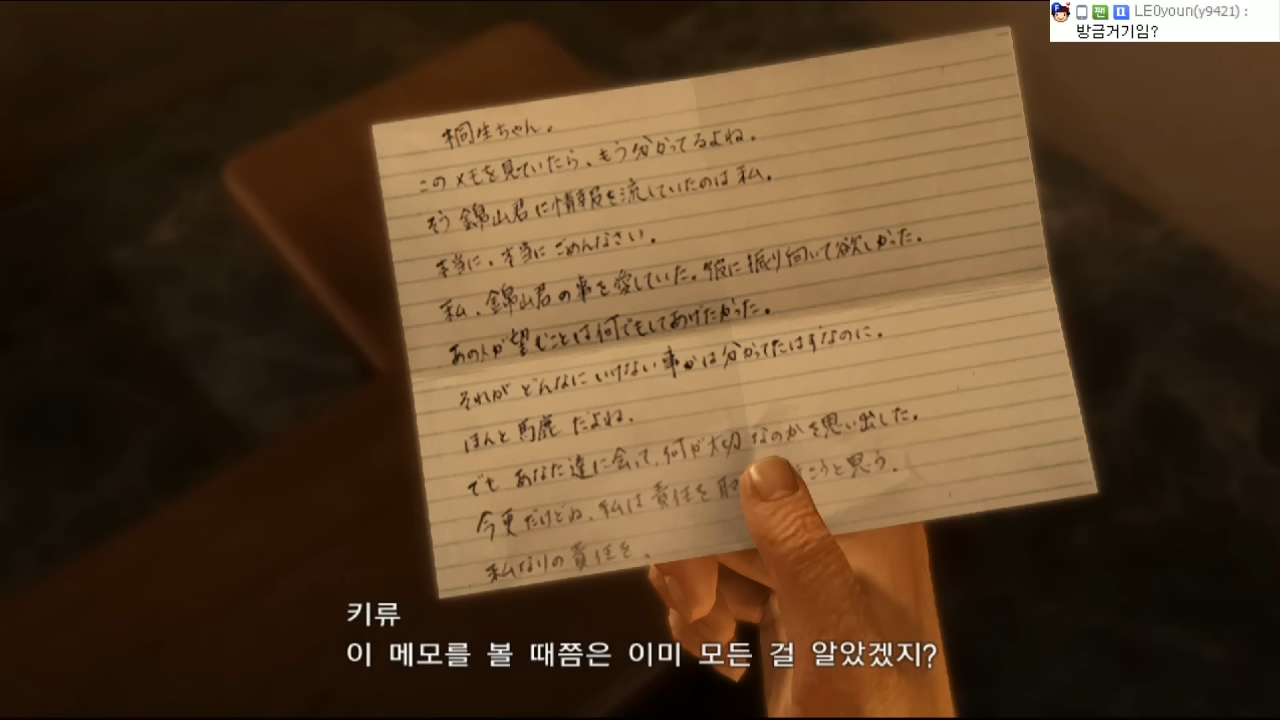 LE0youn(y9421) :
방금거기임?
桐生ちゃん。
このメモを見ていたら、もう分かってるよね。
そう錦山君に情報を流していたのは私。
本当に、本当にごめんなさい。
私、錦山君の事を愛していた。彼に振り向いて欲しかった。
あの人が望むことは何でもしてあげたかった。
それがどんなにいけない事かは分かってたはずなのに。
ほんと馬鹿だよね。
でもあなた達に会って、何が大切なのかを思い出した。
今更だけどね、私は責任を取 こうと思う。
私なりの責任を。
키류
이 메모를 볼 때쯤은 이미 모든 걸 알았겠지?